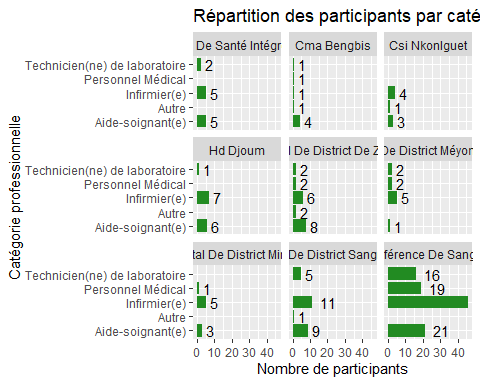 Répartition des participants par caté
De Santé Intégr
Cma Bengbis
Csi Nkonlguet
Technicien(ne) de laboratoire 2 1
Personnel Médical 1
Infirmier(e) 5 1 4
Autre 1 1
Aide-soignant(e) 5 4 3
Hd Djoum
l De District De Z
De District Méyon
Technicien(ne) de laboratoire 1 2 2
Personnel Médical 2 2
Infirmier(e) 7 6 5
Autre 2
Aide-soignant(e) 6 8 1
tal De District Min
De District Sang
férence De Sang
Technicien(ne) de laboratoire 5 16
Personnel Médical 1 19
Infirmier(e) 5 11
Autre 1
Aide-soignant(e) 3 9 21
0 10 20 30 40 0 10 20 30 40 0 10 20 30 40
Nombre de participants
Catégorie professionnelle